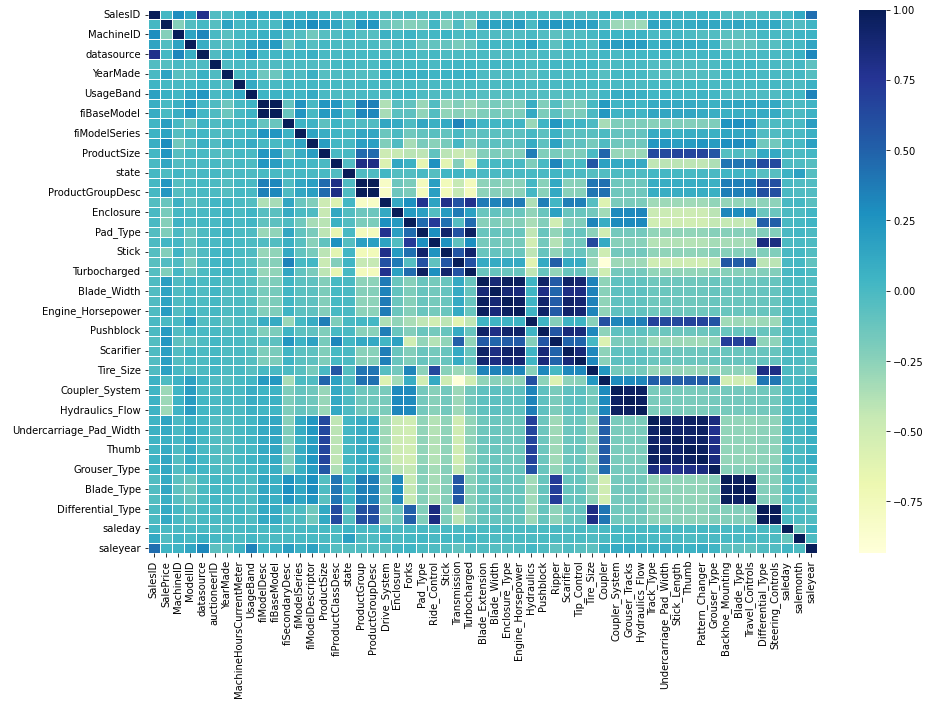 SalesID
MachineID
datasource
YearMade
UsageBand
fiBaseModel
fiModelSeries
ProductSize
state
ProductGroupDesc
Enclosure
Pad_Type
Stick
Turbocharged
Blade_Width
Engine_Horsepower
Pushblock
Scarifier
Tire_Size
Coupler_System
Hydraulics_Flow
Undercarriage_Pad_Width
Thumb
Grouser_Type
Blade_Type
Differential_Type
saleday
saleyear
SalesID
SalePrice
MachineID
ModelID
datasource
auctioneerID
YearMade
MachineHoursCurrentMeter
UsageBand
fiModelDesc
fiBaseModel
fiSecondaryDesc
fiModelSeries
fiModelDescriptor
ProductSize
fiProductClassDesc
state
ProductGroup
ProductGroupDesc
Drive_System
Enclosure
Forks
Pad_Type
Ride_Control
Stick
Transmission
Turbocharged
Blade_Extension
Blade_Width
Enclosure_Type
Engine_Horsepower
Hydraulics
Pushblock
Ripper
Scarifier
Tip_Control
Tire_Size
Coupler
Coupler_System
Grouser_Tracks
Hydraulics_Flow
Track_Type
Undercarriage_Pad_Width
Stick_Length
Thumb
Pattern_Changer
Grouser_Type
Backhoe_Mounting
Blade_Type
Travel_Controls
Differential_Type
Steering_Controls
saleday
salemonth
saleyear
1.00
0.75
0.50
0.25
0.00
−0.25
−0.50
−0.75